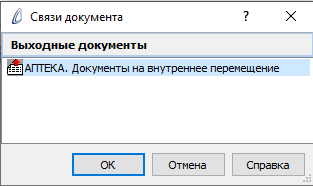 Связи документа
?
Выходные документы
АПТЕКА. Документы на внутреннее перемещение
ОК
Отмена
Справка